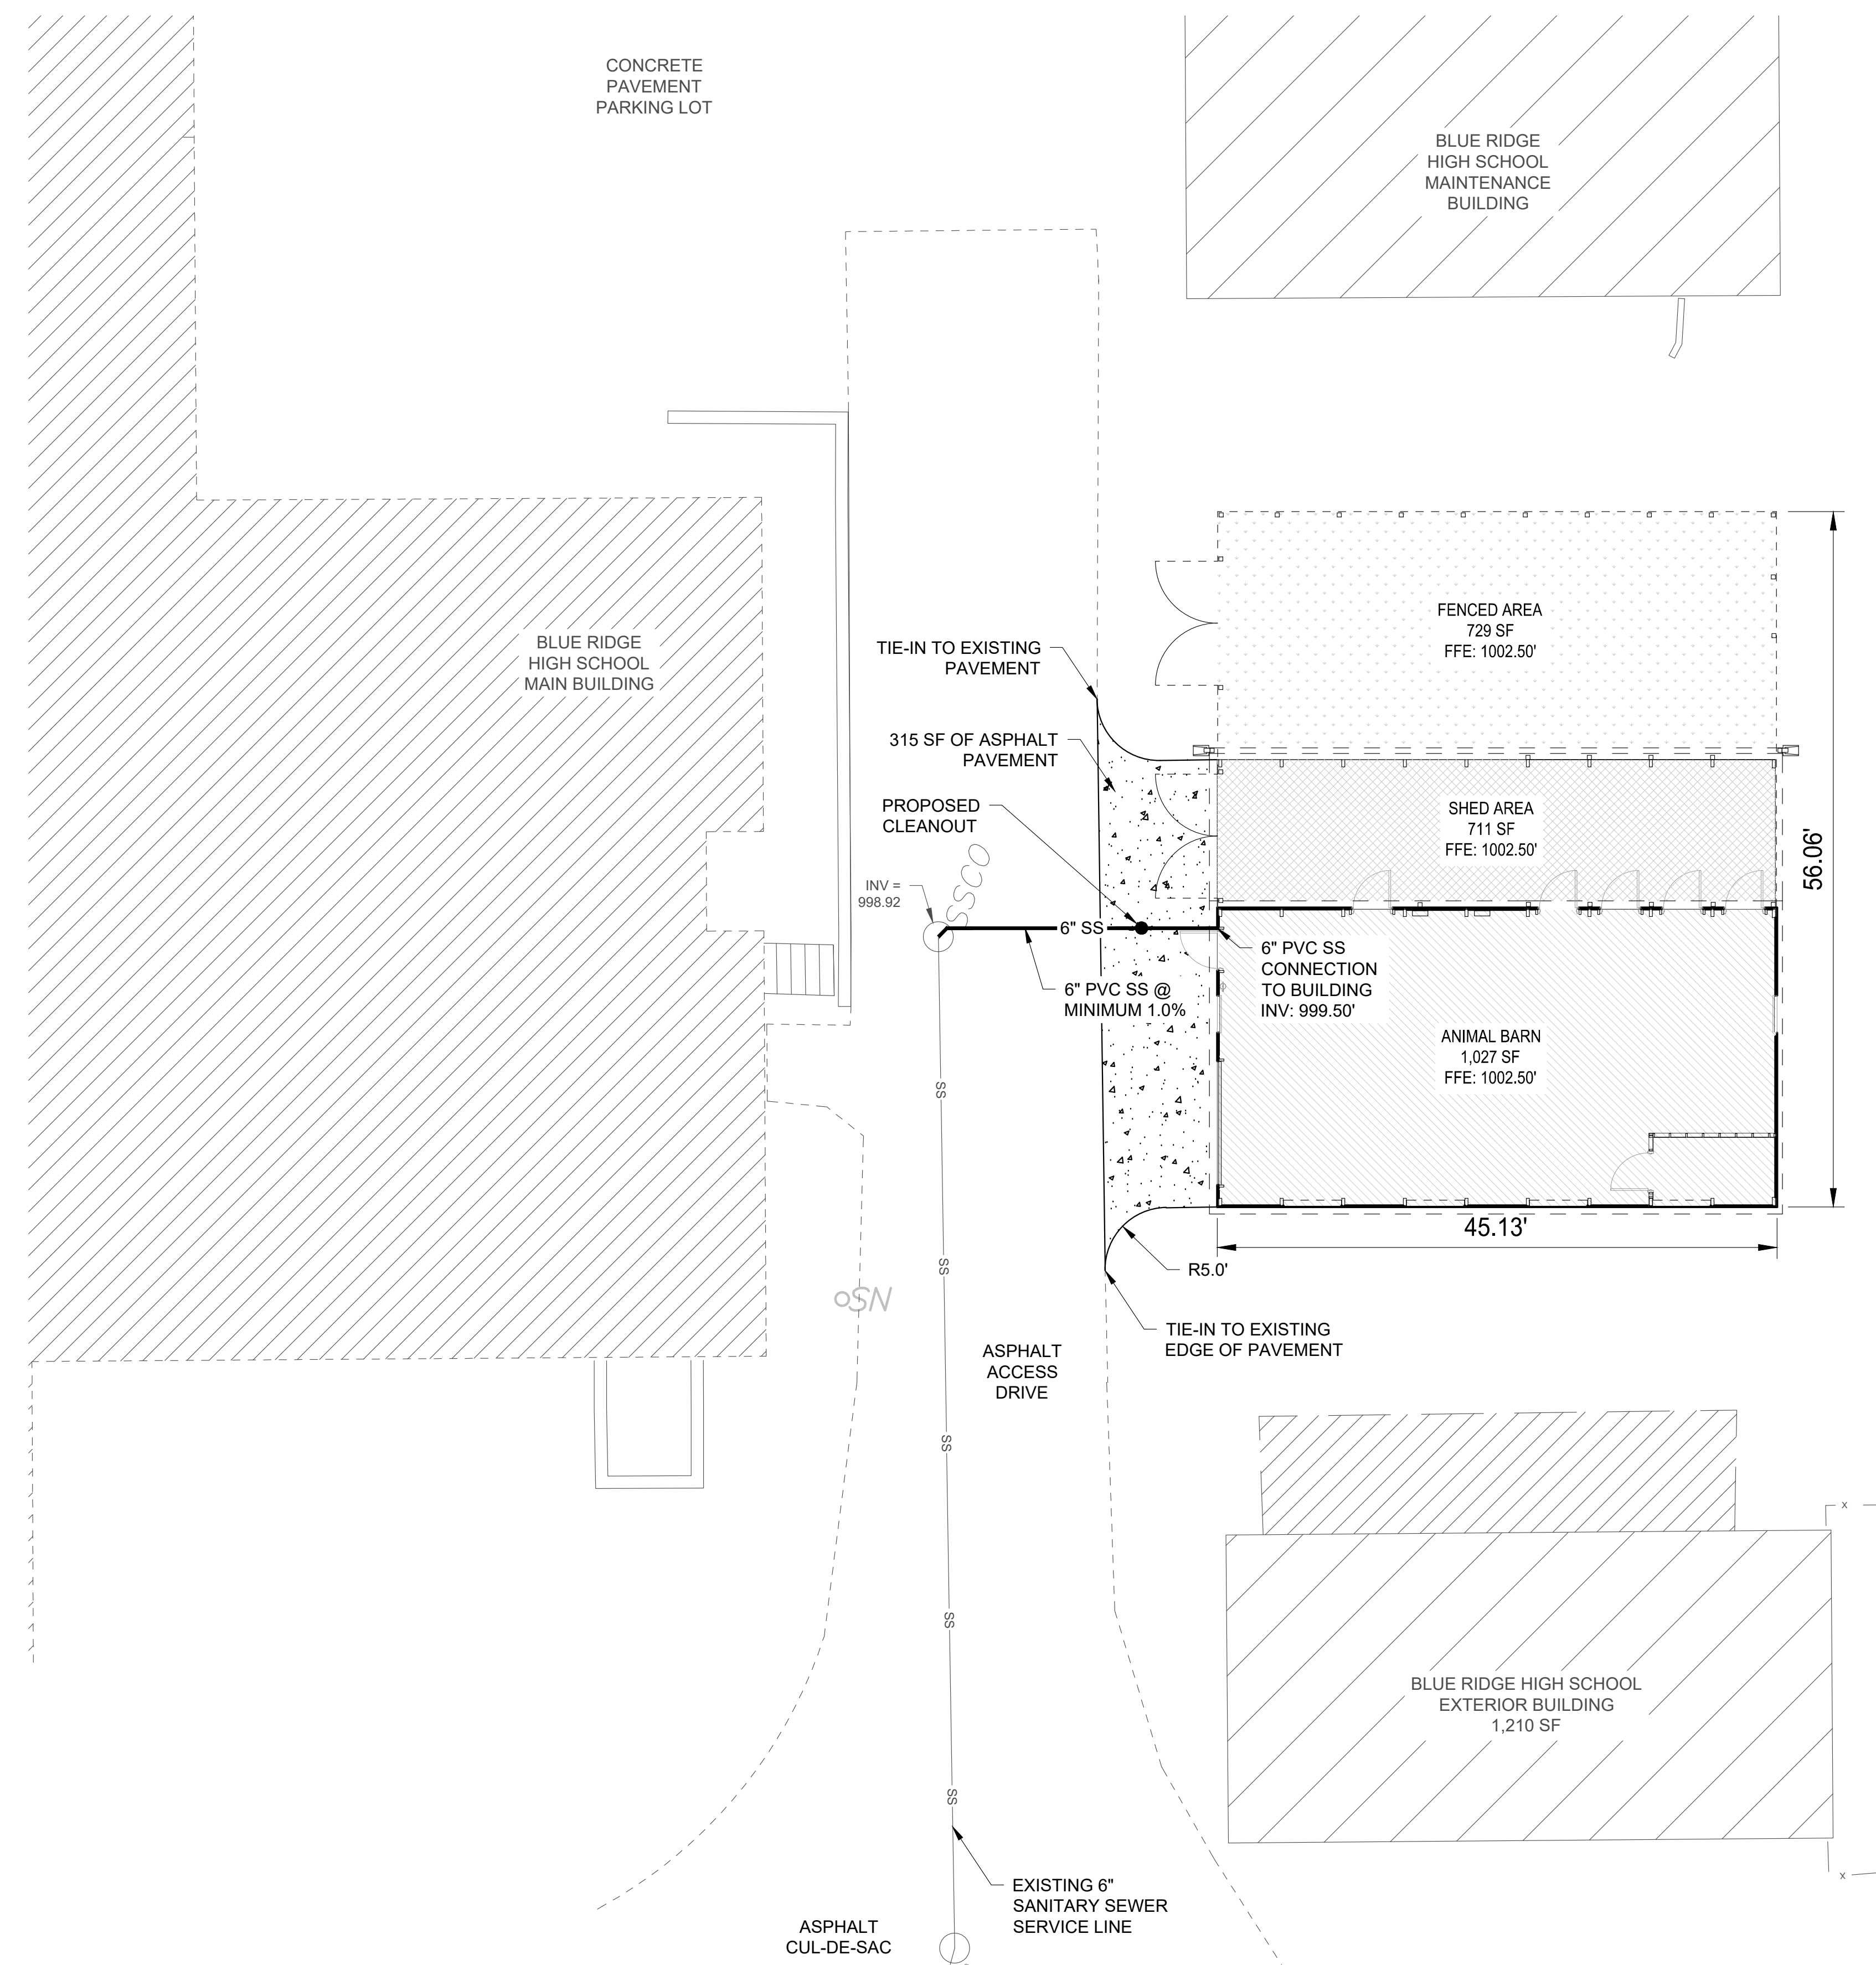 CONCRETE
PAVEMENT
PARKING LOT
BLUE RIDGE
HIGH SCHOOL
MAINTENANCE
BUILDING
BLUE RIDGE
HIGH SCHOOL
MAIN BUILDING
TIE-IN TO EXISTING
PAVEMENT
FENCED AREA
729 SF
FFE: 1002.50'
315 SF OF ASPHALT
PAVEMENT
PROPOSED
CLEANOUT
SHED AREA
711 SF
FFE: 1002.50'
56.06'
INV =
998.92
SSCO
6" SS
6" PVC SS
CONNECTION
TO BUILDING
INV: 999.50'
6" PVC SS @
MINIMUM 1.0%
ANIMAL BARN
1,027 SF
FFE: 1002.50'
SS
45.13'
SS
R5.0'
SN
TIE-IN TO EXISTING
EDGE OF PAVEMENT
ASPHALT
ACCESS
DRIVE
SS
X
SS
BLUE RIDGE HIGH SCHOOL
EXTERIOR BUILDING
1,210 SF
SS
X
EXISTING 6"
SANITARY SEWER
SERVICE LINE
ASPHALT
CUL-DE-SAC